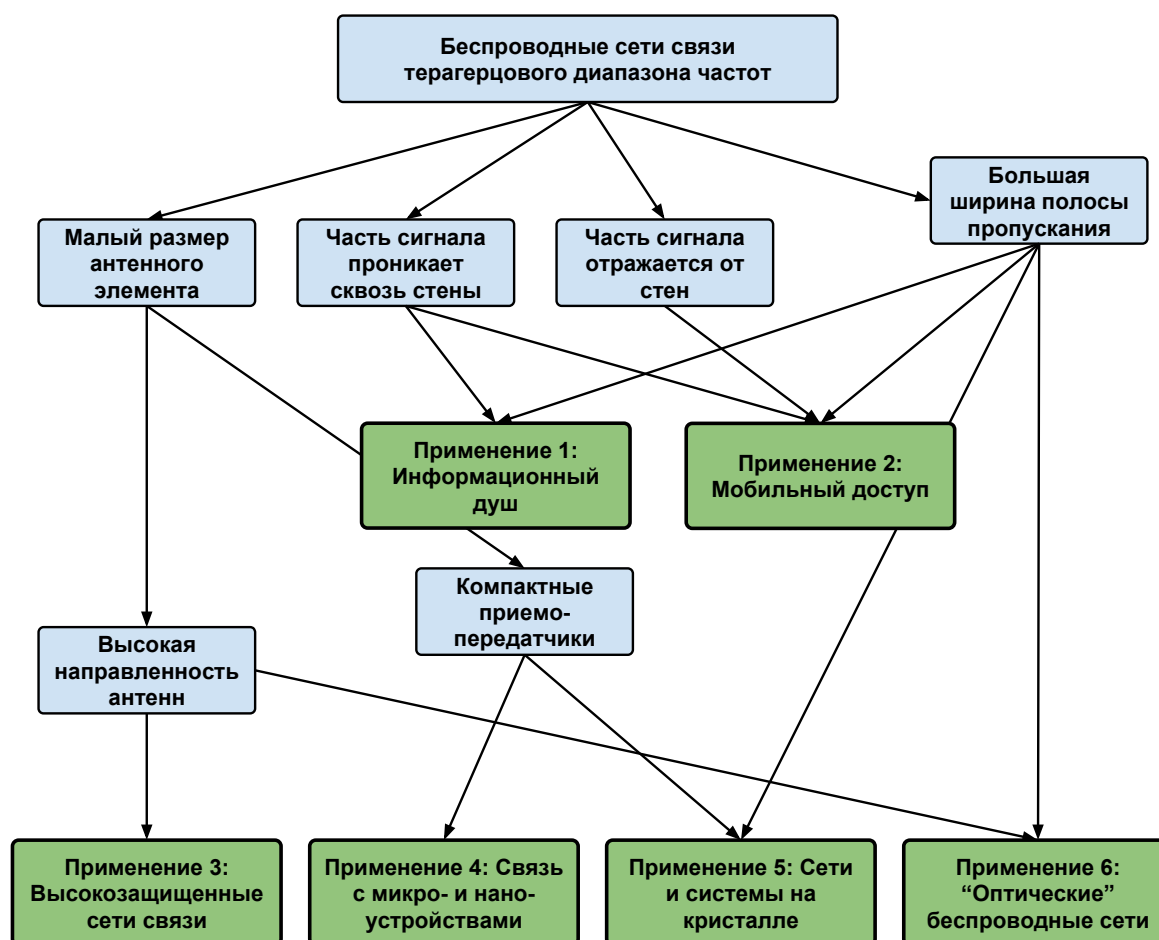 Беспроводные сети связи
терагерцового диапазона частот
Большая
ширина полосы
пропускания
Малый размер
антенного
элемента
Часть сигнала
проникает
сквозь стены
Часть сигнала
отражается от
стен
Применение 1:
Информационный
душ
Применение 2:
Мобильный доступ
Компактные
приемо-
передатчики
Высокая
направленность
антенн
Применение 3:
Высокозащищенные
сети связи
Применение 4: Связь
с микро- и нано-
устройствами
Применение 5: Сети
и системы на
кристалле
Применение 6:
“Оптические”
беспроводные сети